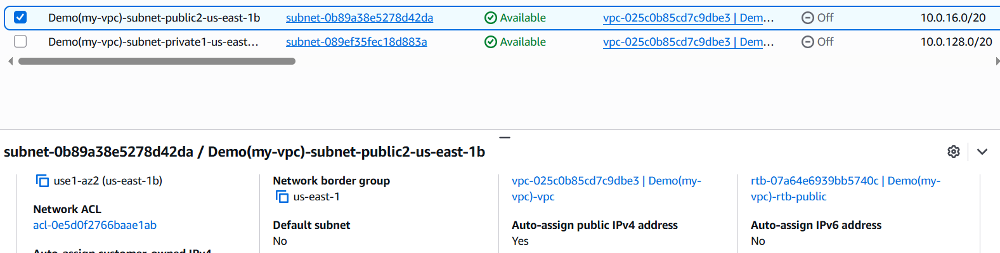 Demo(my-vpc)-subnet-public2-us-east-1b subnet-0b89a38e5278d42da Available vpc-025c0b85cd7c9dbe3 | Dem... Off 10.0.16.0/20
Demo(my-vpc)-subnet-private1-us-east... subnet-089ef35fec18d883a Available vpc-025c0b85cd7c9dbe3 | Dem... Off 10.0.128.0/20
subnet-0b89a38e5278d42da / Demo(my-vpc)-subnet-public2-us-east-1b
use1-az2 (us-east-1b)
Network ACL
acl-0e5d0f2766baae1ab
Auto-assign customer-owned IPv4
Network border group
us-east-1
Default subnet
No
vpc-025c0b85cd7c9dbe3 | Demo(my-
vpc)-vpc
Auto-assign public IPv4 address
Yes
rtb-07a64e6939bb5740c | Demo(my-
vpc)-rtb-public
Auto-assign IPv6 address
No